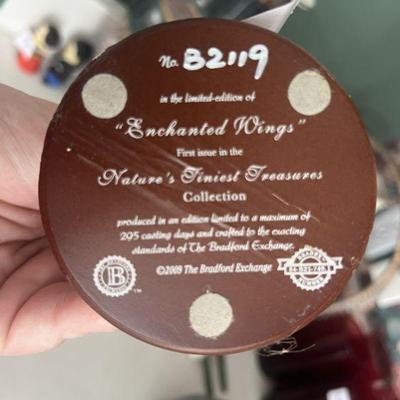 No. B2119
in the limited-edition of
"Enchanted Wings"
First issue in the
Nature's Tiniest Treasures
Collection
produced in an edition limited to a maximum of
295 casting days and crafted to the exacting
standards of The Bradford Exchange.
©2009 The Bradford Exchange
B